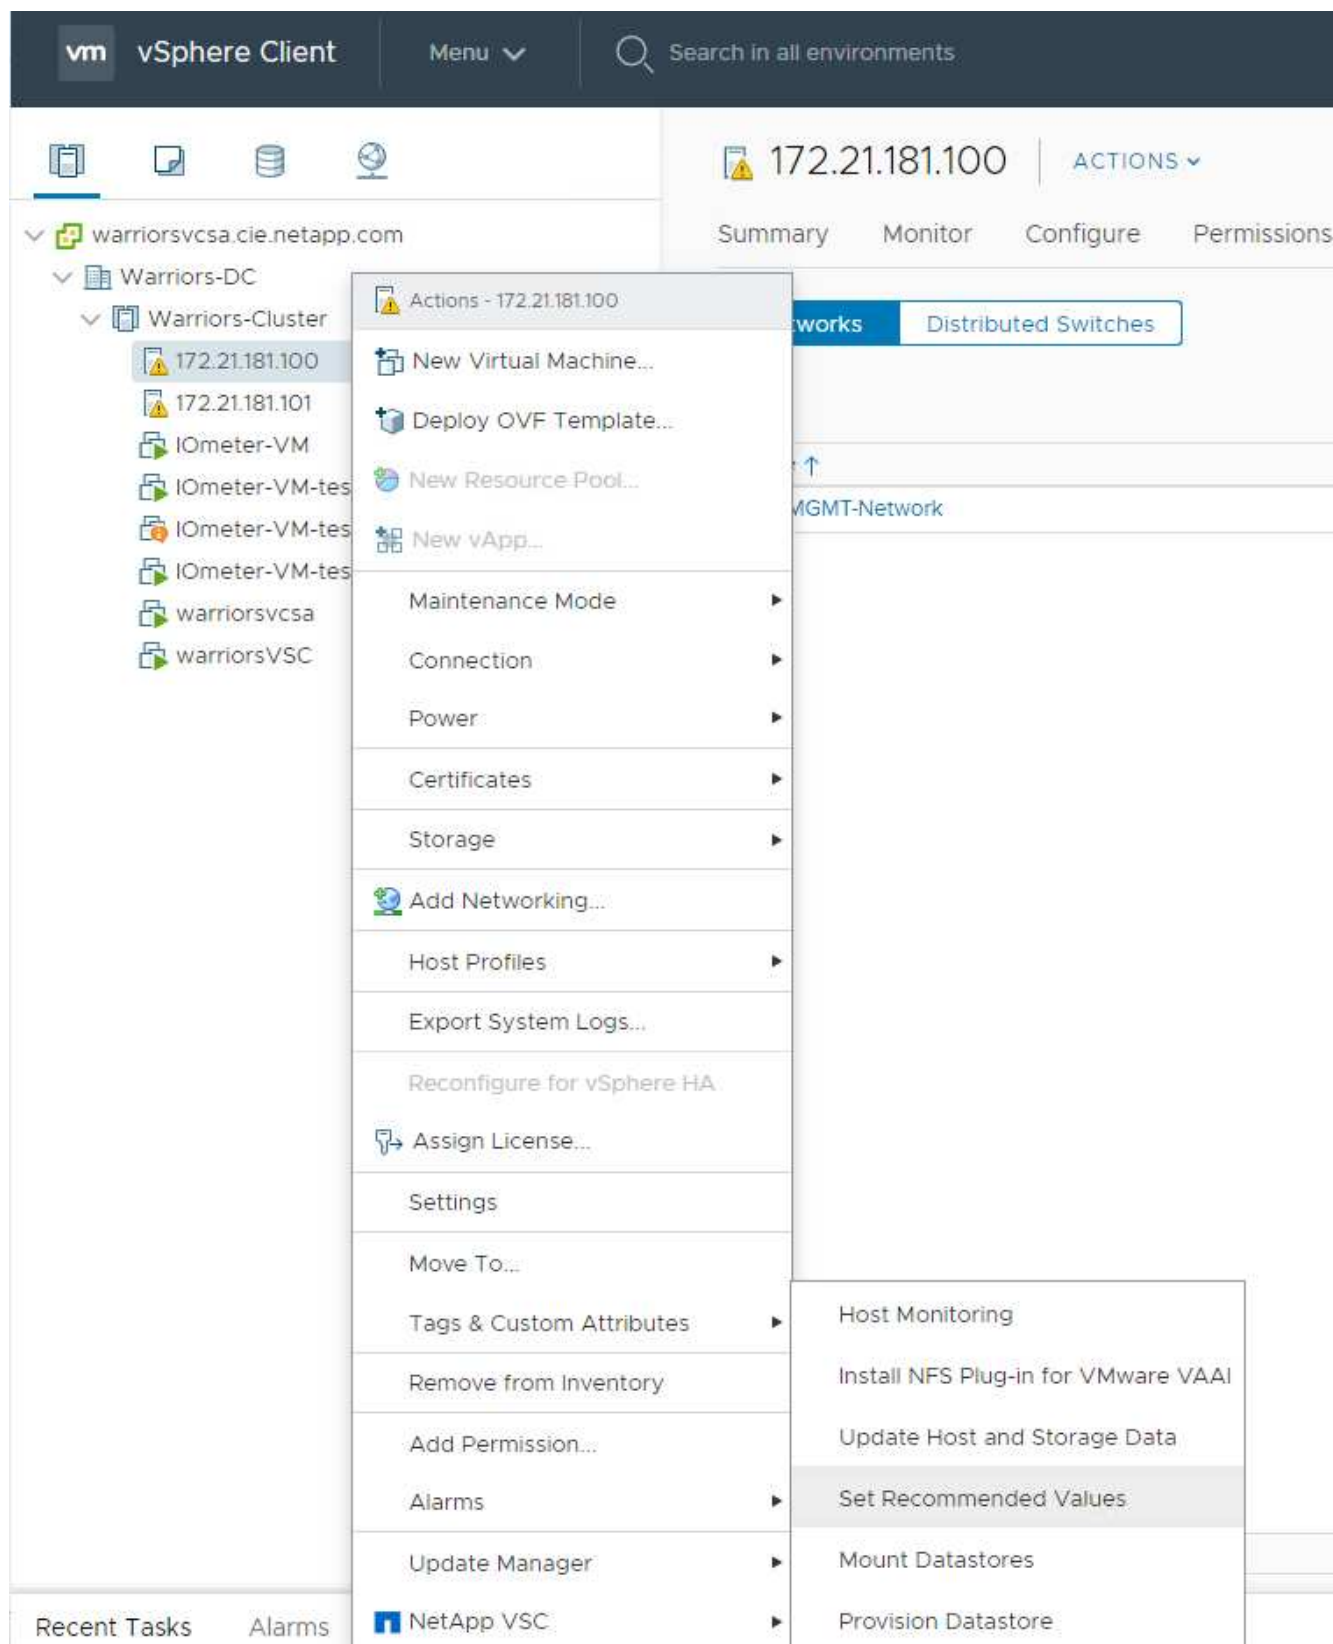 vm vSphere Client Menu Search in all environments
172.21.181.100 ACTIONS
Summary Monitor Configure Permissions
warriorsvcsa.cie.netapp.com
Warriors-DC
Warriors-Cluster
172.21.181.100
172.21.181.101
IOmeter-VM
IOmeter-VM-tes
IOmeter-VM-tes
IOmeter-VM-tes
warriorsvcsa
warriorsVSC
tworks Distributed Switches
MGMT-Network
Actions - 172.21.181.100
New Virtual Machine...
Deploy OVF Template...
New Resource Pool...
New vApp...
Maintenance Mode
Connection
Power
Certificates
Storage
Add Networking...
Host Profiles
Export System Logs...
Reconfigure for vSphere HA
Assign License...
Settings
Move To...
Tags & Custom Attributes
Remove from Inventory
Add Permission...
Alarms
Update Manager
NetApp VSC
Host Monitoring
Install NFS Plug-in for VMware VAAI
Update Host and Storage Data
Set Recommended Values
Mount Datastores
Provision Datastore
Recent Tasks Alarms